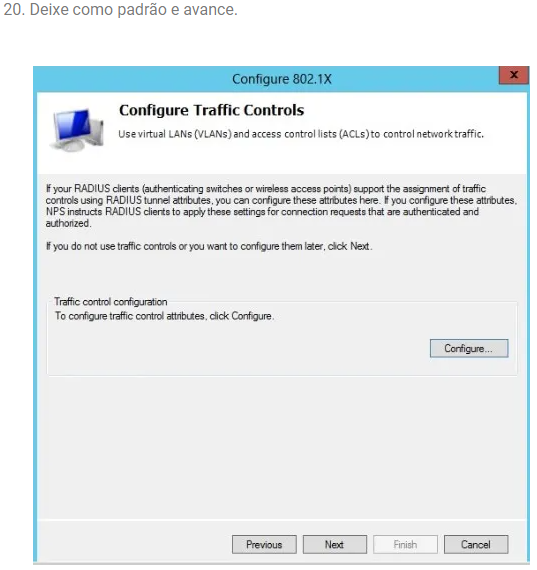 20. Deixe como padrão e avance.
Configure 802.1X
x
Configure Traffic Controls
Use virtual LANs (VLANs) and access control lists (ACLs) to control network traffic.
If your RADIUS clients (authenticating switches or wireless access points) support the assignment of traffic
controls using RADIUS tunnel attributes, you can configure these attributes here. If you configure these attributes,
NPS instructs RADIUS clients to apply these settings for connection requests that are authenticated and
authorized.
If you do not use traffic controls or you want to configure them later, click Next.
Traffic control configuration
To configure traffic control attributes, click Configure.
Configure...
Previous Next Finish Cancel